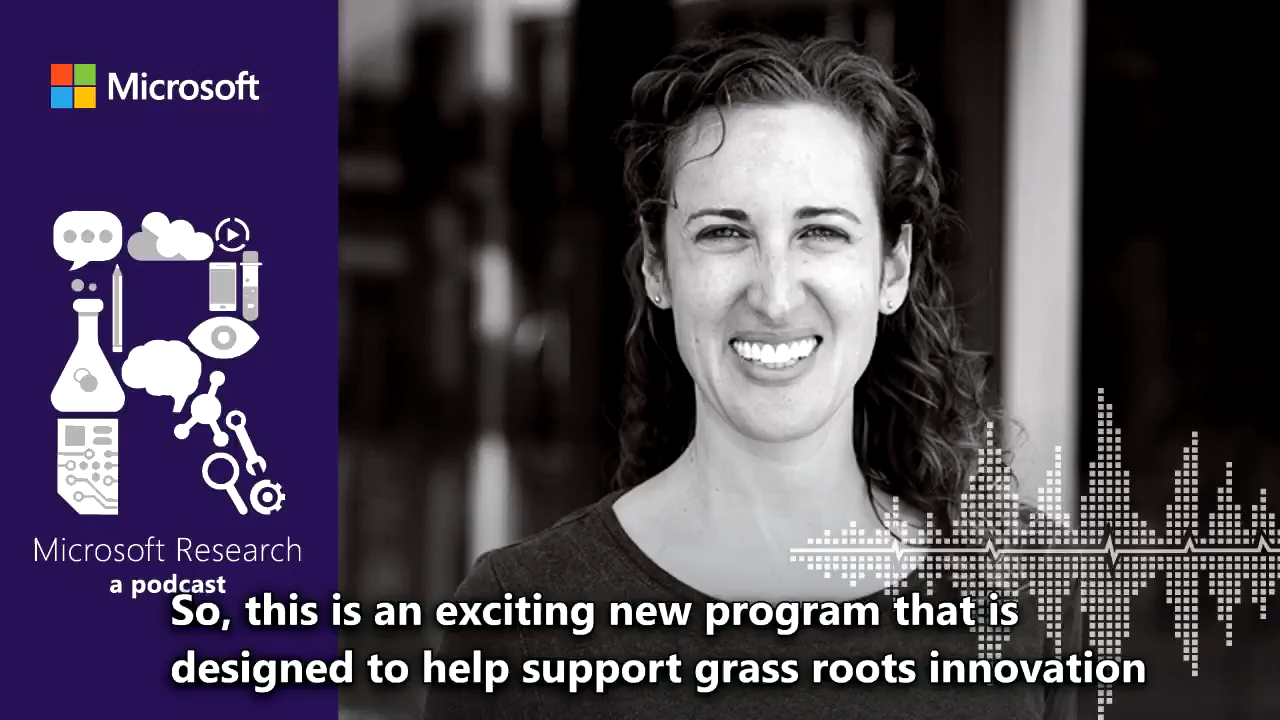 Microsoft
Microsoft Research
a podcast
So, this is an exciting new program that is
designed to help support grass roots innovation